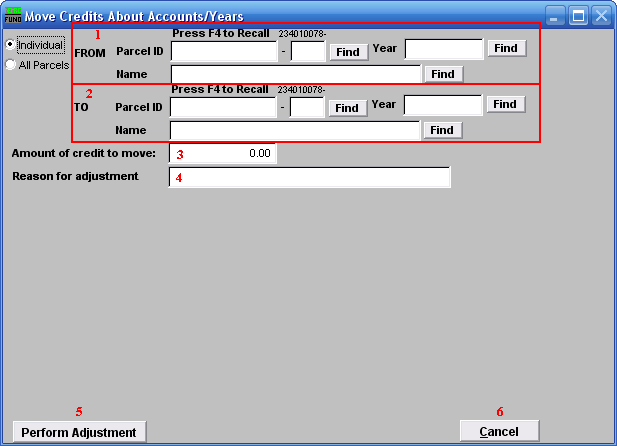 FUND Move Credits About Accounts/Years
1 Press F4 to Recall 234010078-
Individual FROM Parcel ID - Find Year Find
All Parcels Name Find
2 Press F4 to Recall 234010078-
TO Parcel ID - Find Year Find
Name Find
Amount of credit to move: 3 0.00
Reason for adjustment 4
5 6
Perform Adjustment Cancel